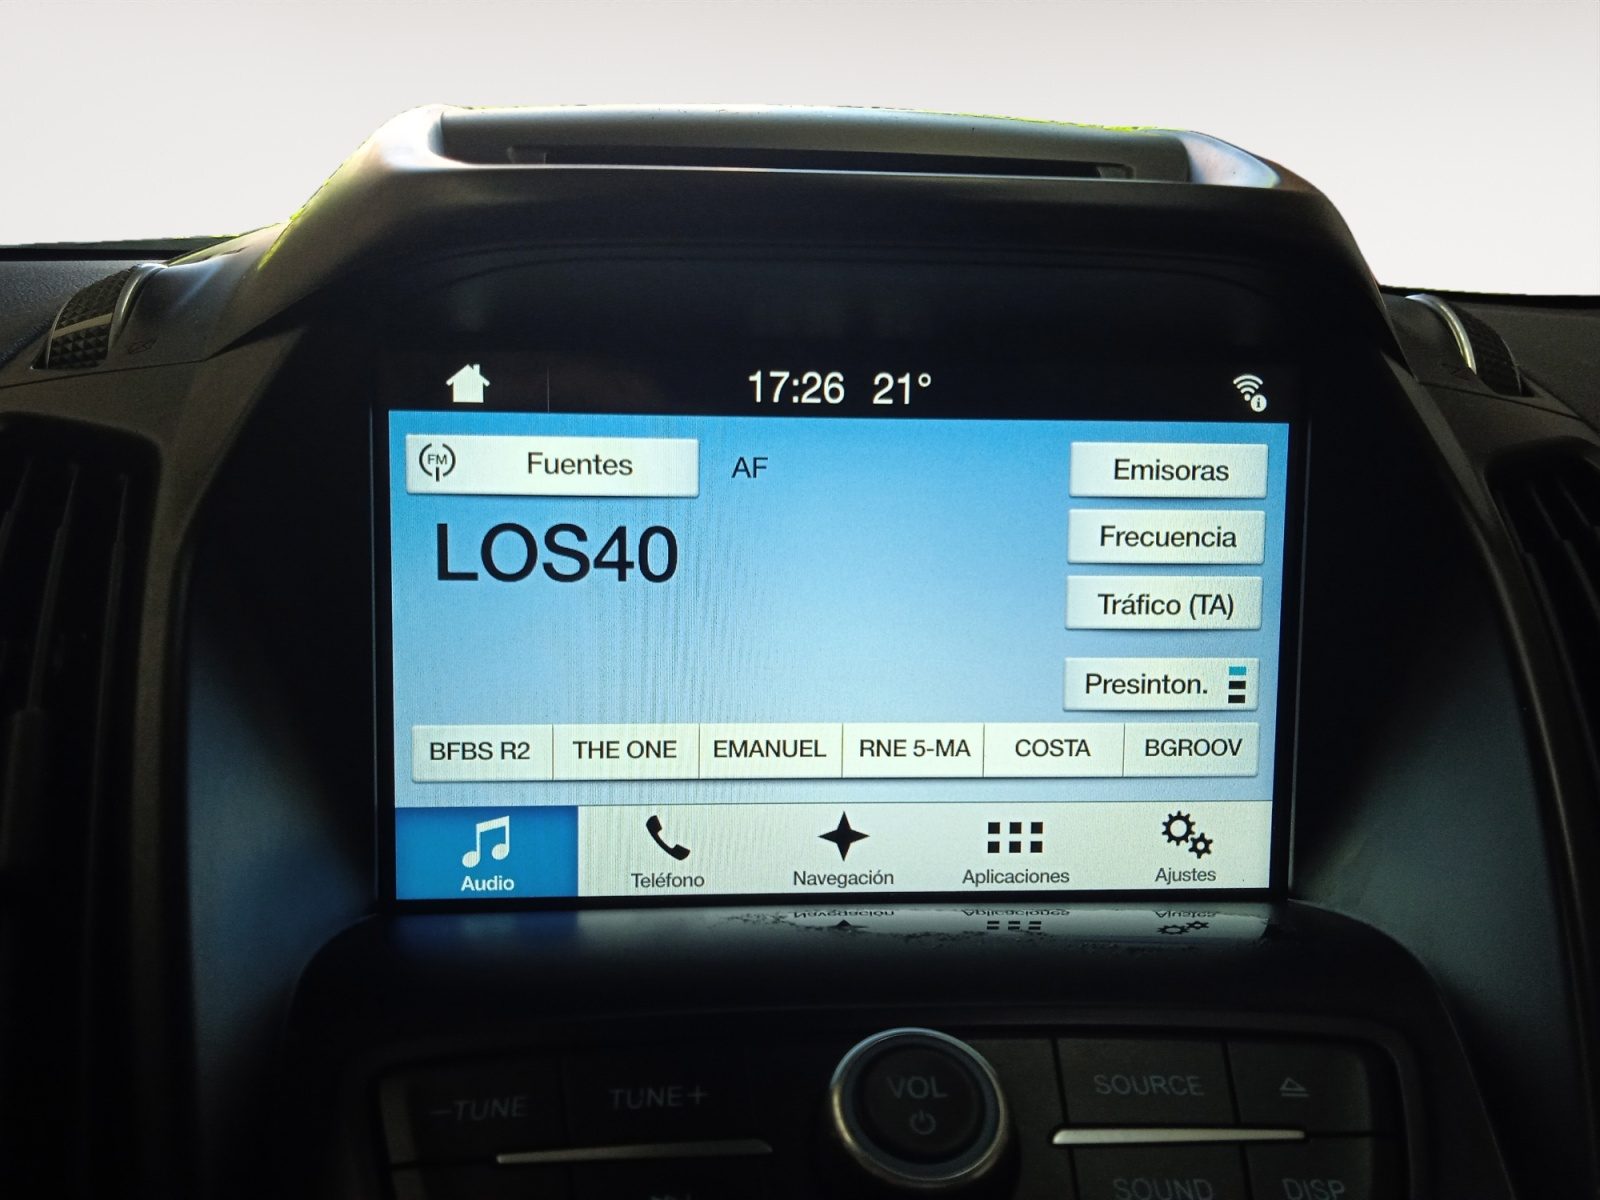 17:26 21°
FM Fuentes AF
LOS40
Emisoras
Frecuencia
Tráfico (TA)
Presinton.
BFBS R2 THE ONE EMANUEL RNE 5-MA COSTA BGROOV
Audio Teléfono Navegación Aplicaciones Ajustes
–TUNE TUNE+ VOL SOURCE
SOUND DISP